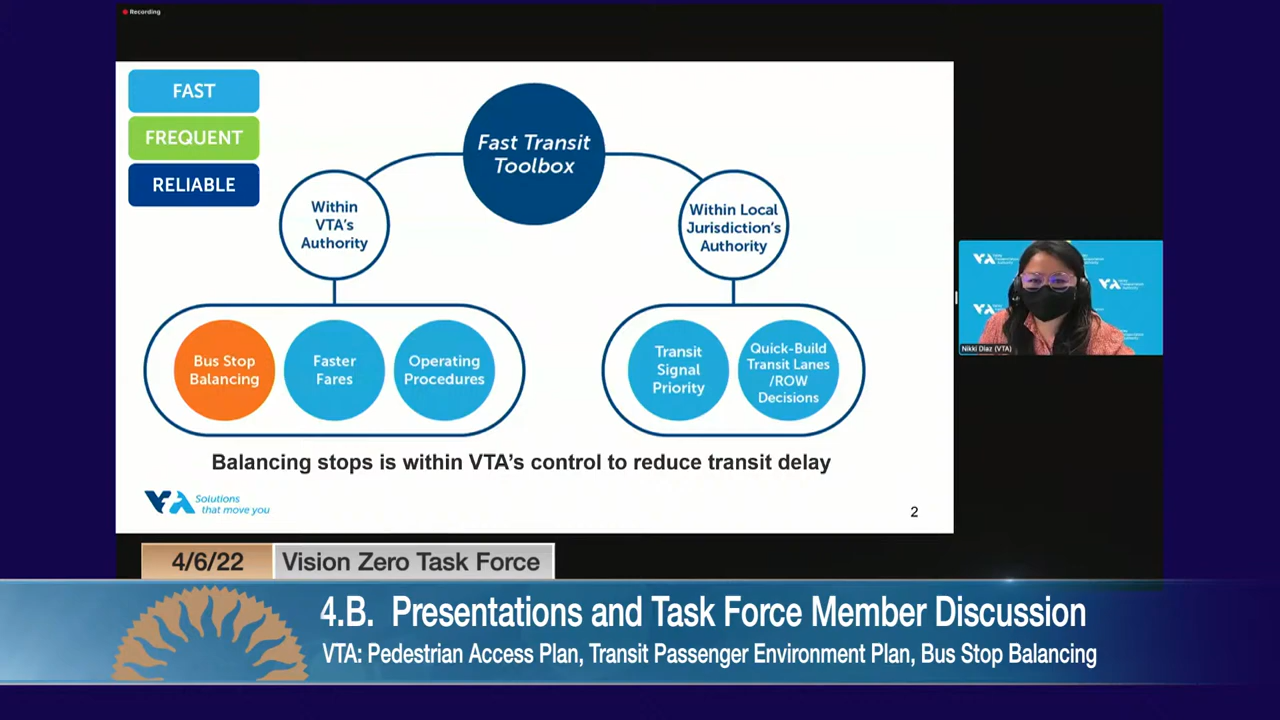 Recording
FAST
FREQUENT
RELIABLE
Fast Transit
Toolbox
Within
VTA's
Authority
Within Local
Jurisdiction's
Authority
Bus Stop
Balancing
Faster
Fares
Operating
Procedures
Transit
Signal
Priority
Quick-Build
Transit Lanes
/ROW
Decisions
Balancing stops is within VTA's control to reduce transit delay
VTA
Solutions
that move you
2
VTA
VTA
VTA
Nikki Diaz (VTA)
4/6/22
Vision Zero Task Force
4.B. Presentations and Task Force Member Discussion
VTA: Pedestrian Access Plan, Transit Passenger Environment Plan, Bus Stop Balancing